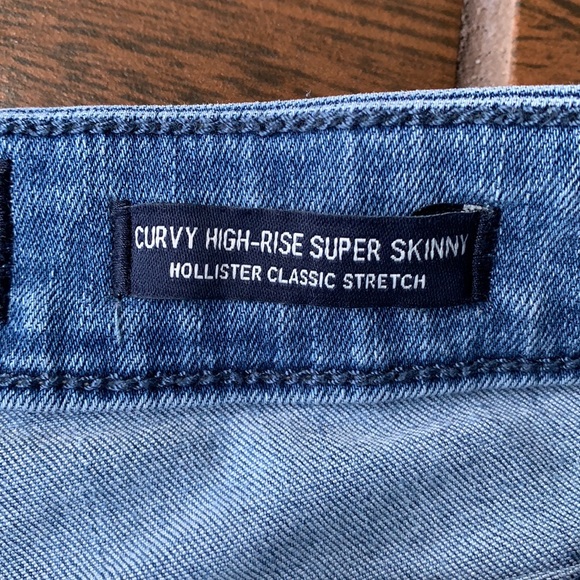 CURVY HIGH-RISE SUPER SKINNY
HOLLISTER CLASSIC STRETCH